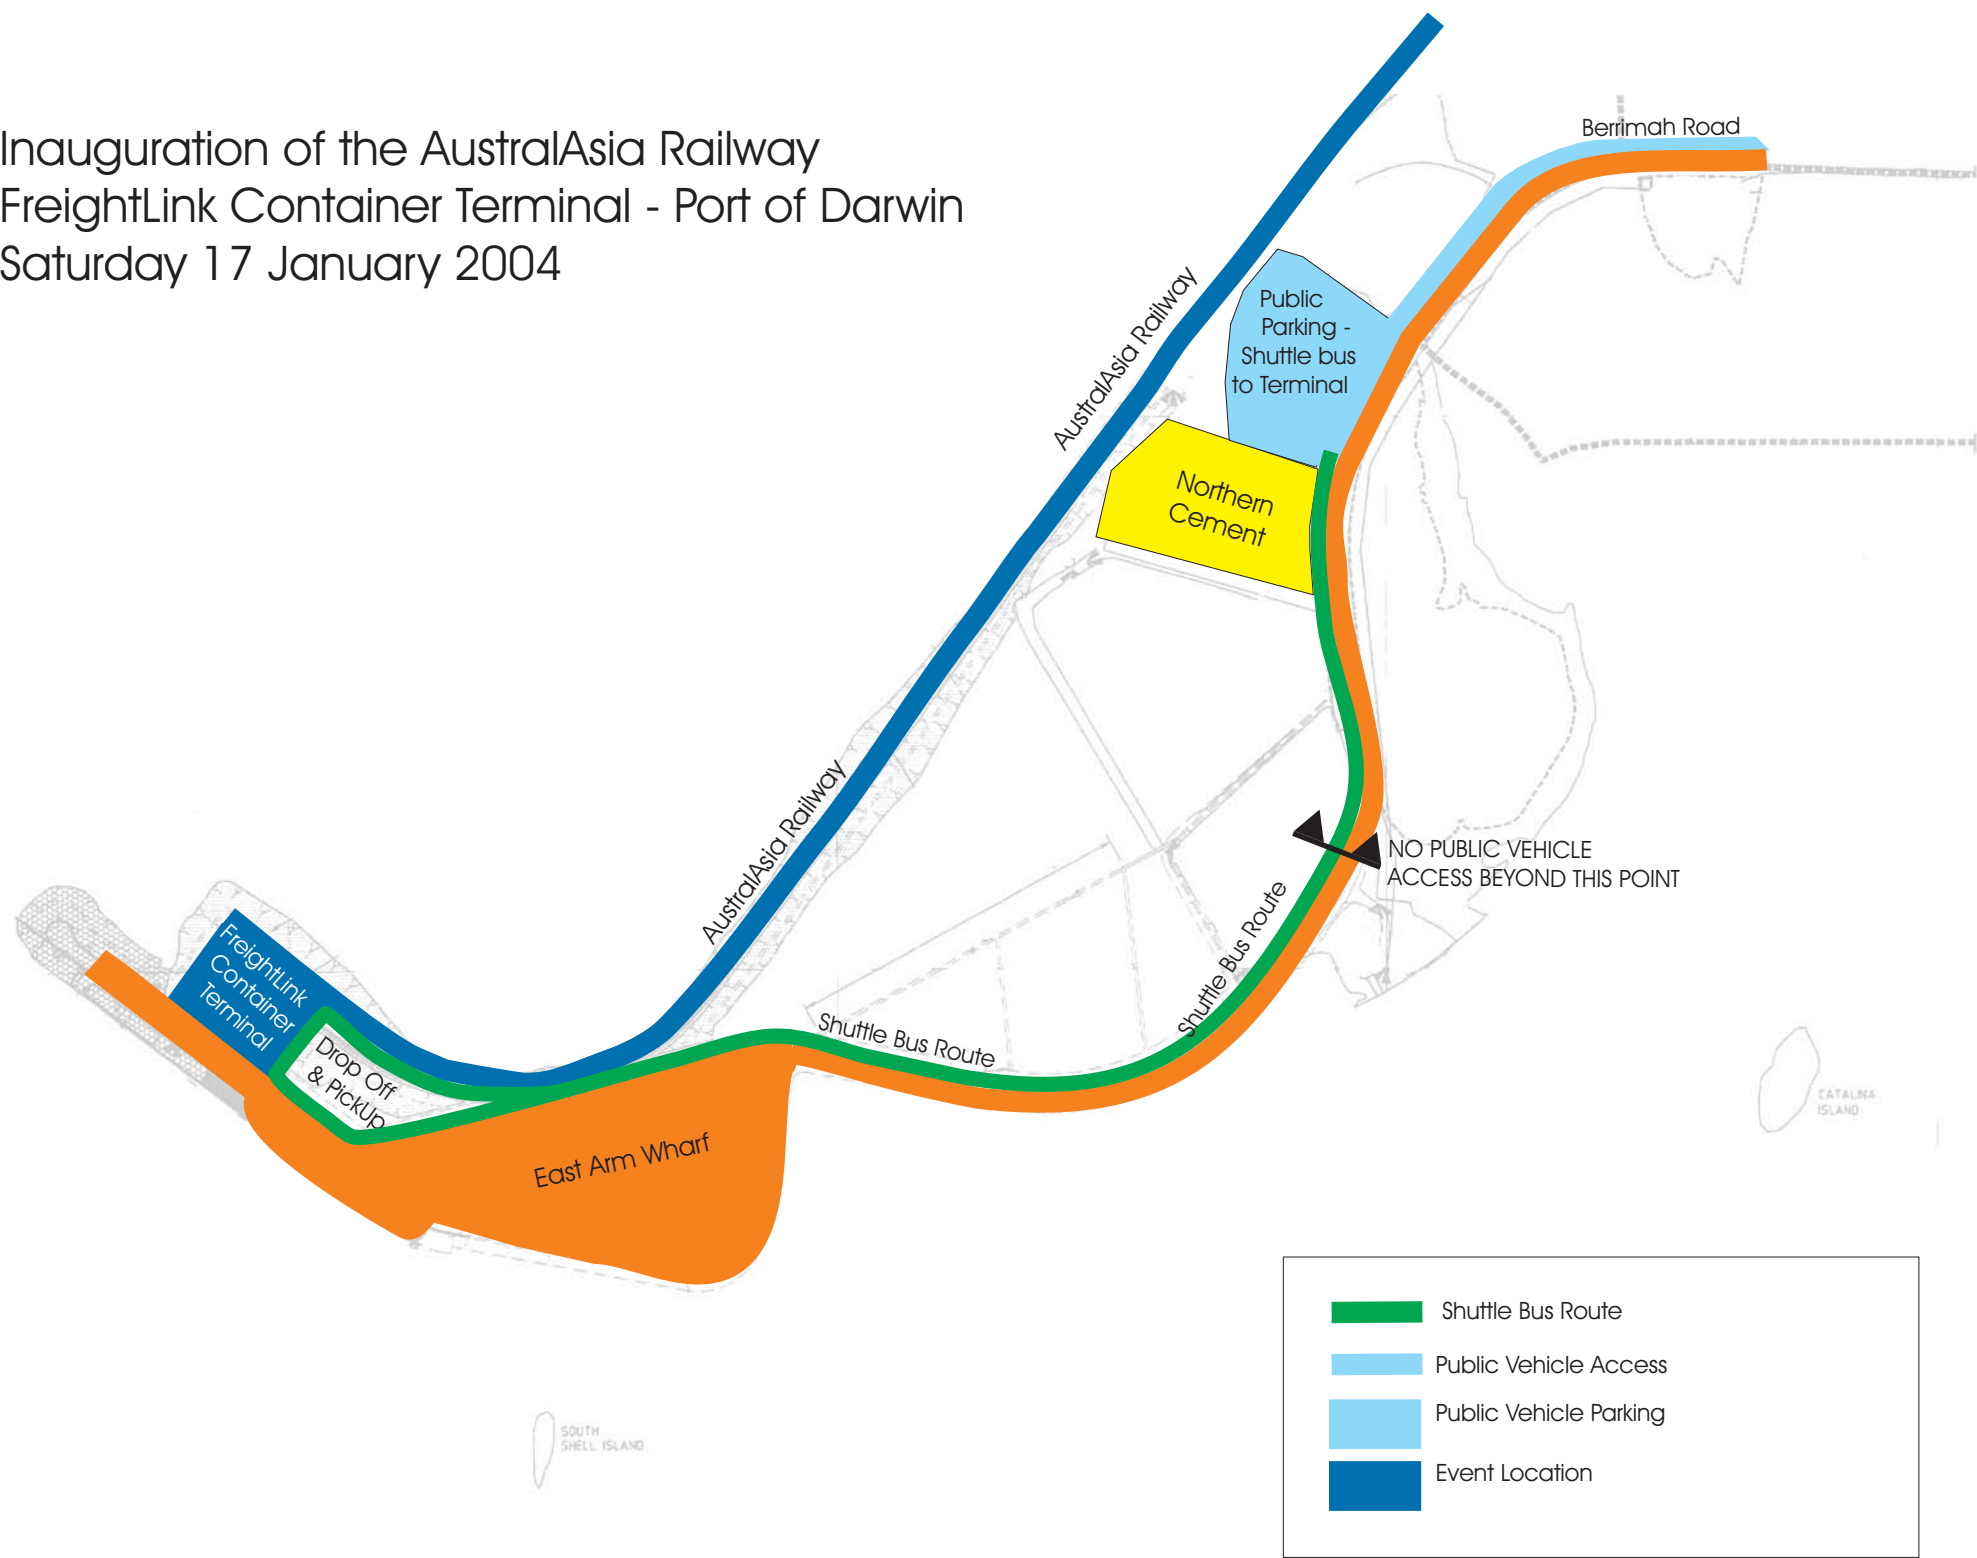 Inauguration of the AustralAsia Railway
FreightLink Container Terminal - Port of Darwin
Saturday 17 January 2004
Berrimah Road
AustralAsia Railway
Public
Parking -
Shuttle bus
to Terminal
Northern
Cement
AustralAsia Railway
NO PUBLIC VEHICLE
ACCESS BEYOND THIS POINT
Shuttle Bus Route
Shuttle Bus Route
FreightLink
Container
Terminal
Drop Off
& PickUp
East Arm Wharf
CATALINA
ISLAND
SOUTH
SHELL ISLAND
Shuttle Bus Route
Public Vehicle Access
Public Vehicle Parking
Event Location